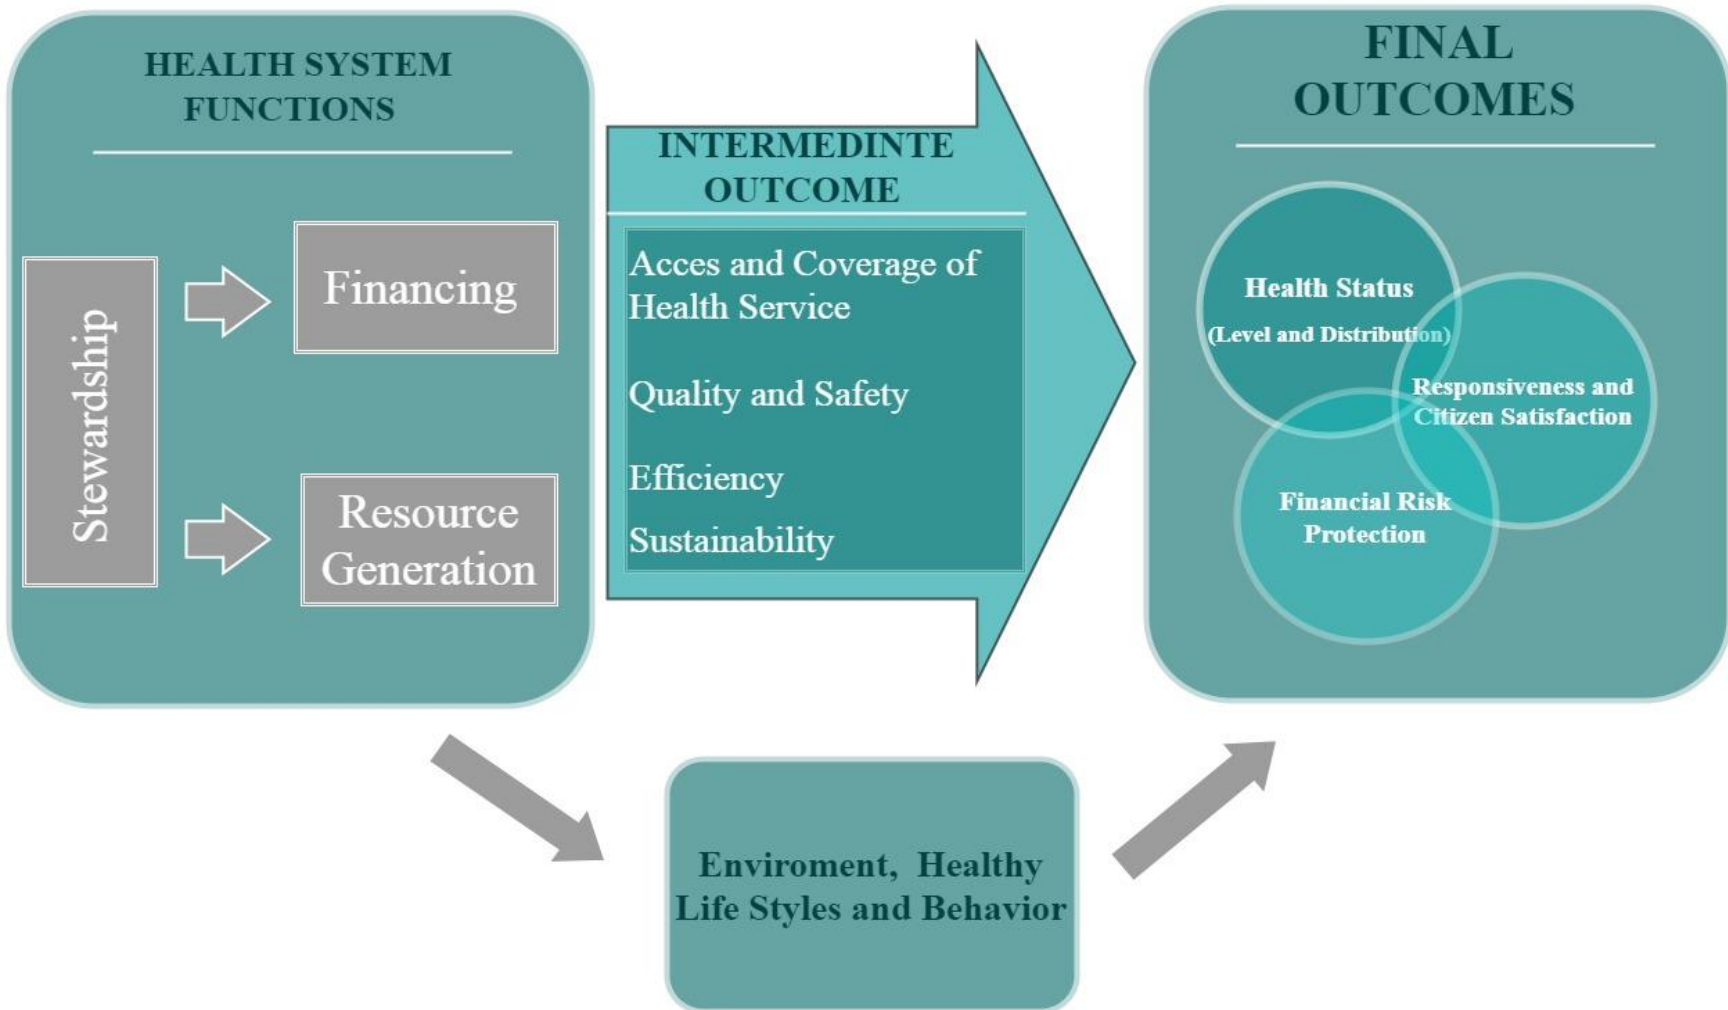 HEALTH SYSTEM
FUNCTIONS
Stewardship
Financing
Resource
Generation
INTERMEDINTE
OUTCOME
Acces and Coverage of
Health Service
Quality and Safety
Efficiency
Sustainability
FINAL
OUTCOMES
Health Status
(Level and Distribution)
Responsiveness and
Citizen Satisfaction
Financial Risk
Protection
Enviroment, Healthy
Life Styles and Behavior